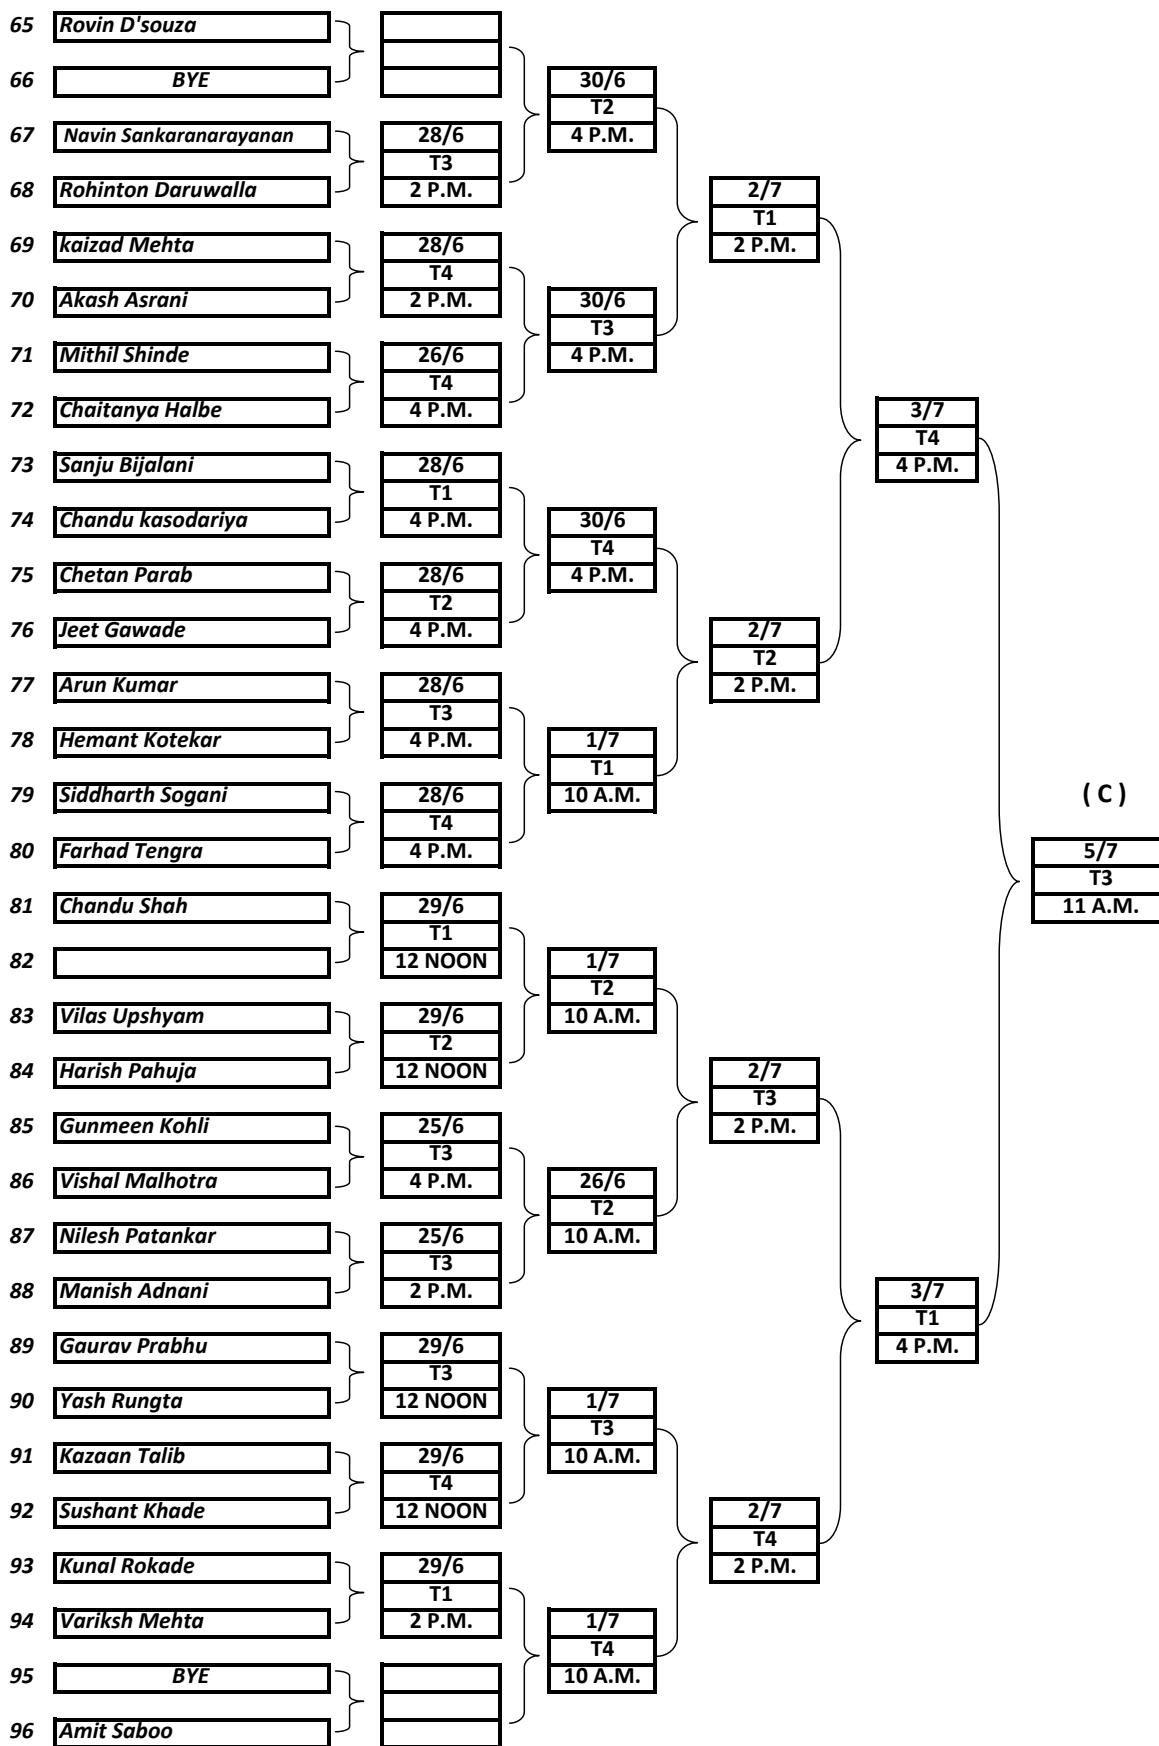 65 Rovin D'souza
66 BYE 30/6
T2
67 Navin Sankaranarayanan 28/6 4 P.M.
T3
68 Rohinton Daruwalla 2 P.M. 2/7
T1
69 kaizad Mehta 28/6 2 P.M.
T4
70 Akash Asrani 2 P.M. 30/6
T3
71 Mithil Shinde 26/6 4 P.M.
T4
72 Chaitanya Halbe 4 P.M. 3/7
T4
73 Sanju Bijalani 28/6 4 P.M.
T1
74 Chandu kasodariya 4 P.M. 30/6
T4
75 Chetan Parab 28/6 4 P.M.
T2
76 Jeet Gawade 4 P.M. 2/7
T2
77 Arun Kumar 28/6 2 P.M.
T3
78 Hemant Kotekar 4 P.M. 1/7
T1
79 Siddharth Sogani 28/6 10 A.M. ( C )
T4
80 Farhad Tengra 4 P.M. 5/7
T3
81 Chandu Shah 29/6 11 A.M.
T1
82 12 NOON 1/7
T2
83 Vilas Upshyam 29/6 10 A.M.
T2
84 Harish Pahuja 12 NOON 2/7
T3
85 Gunmeen Kohli 25/6 2 P.M.
T3
86 Vishal Malhotra 4 P.M. 26/6
T2
87 Nilesh Patankar 25/6 10 A.M.
T3
88 Manish Adnani 2 P.M. 3/7
T1
89 Gaurav Prabhu 29/6 4 P.M.
T3
90 Yash Rungta 12 NOON 1/7
T3
91 Kazaan Talib 29/6 10 A.M.
T4
92 Sushant Khade 12 NOON 2/7
T4
93 Kunal Rokade 29/6 2 P.M.
T1
94 Variksh Mehta 2 P.M. 1/7
T4
95 BYE 10 A.M.
96 Amit Saboo